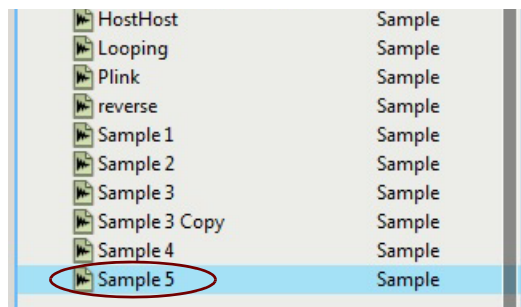 HostHost Sample
Looping Sample
Plink Sample
reverse Sample
Sample 1 Sample
Sample 2 Sample
Sample 3 Sample
Sample 3 Copy Sample
Sample 4 Sample
Sample 5 Sample